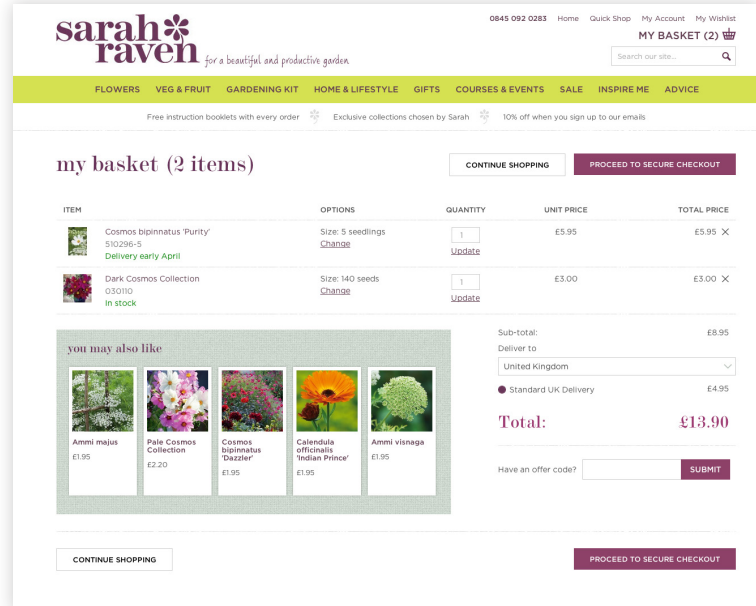 0845 092 0283 Home Quick Shop My Account My Wishlist
sarah raven
for a beautiful and productive garden
MY BASKET (2)
Search our site...
FLOWERS VEG & FRUIT GARDENING KIT HOME & LIFESTYLE GIFTS COURSES & EVENTS SALE INSPIRE ME ADVICE
Free instruction booklets with every order Exclusive collections chosen by Sarah 10% off when you sign up to our emails
my basket (2 items)
CONTINUE SHOPPING PROCEED TO SECURE CHECKOUT
ITEM OPTIONS QUANTITY UNIT PRICE TOTAL PRICE
Cosmos bipinnatus 'Purity' Size: 5 seedlings 1 £5.95 £5.95
510296-5 Change Update
Delivery early April
Dark Cosmos Collection Size: 140 seeds 1 £3.00 £3.00
030110 Change Update
In stock
you may also like
Ammi majus
£1.95
Pale Cosmos
Collection
£2.20
Cosmos
bipinnatus
'Dazzler'
£1.95
Calendula
officinalis
'Indian Prince'
£1.95
Ammi visnaga
£1.95
Sub-total: £8.95
Deliver to
United Kingdom
Standard UK Delivery £4.95
Total: £13.90
Have an offer code? SUBMIT
CONTINUE SHOPPING PROCEED TO SECURE CHECKOUT